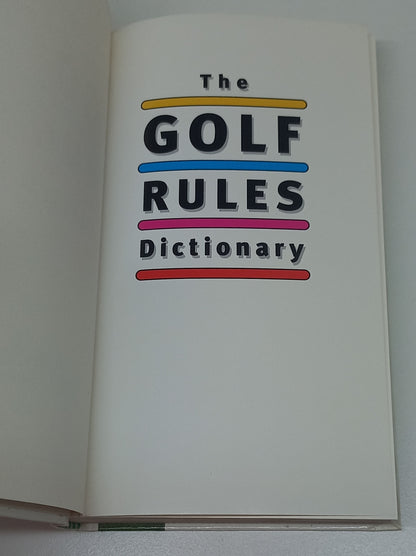 The
GOLF
RULES
Dictionary